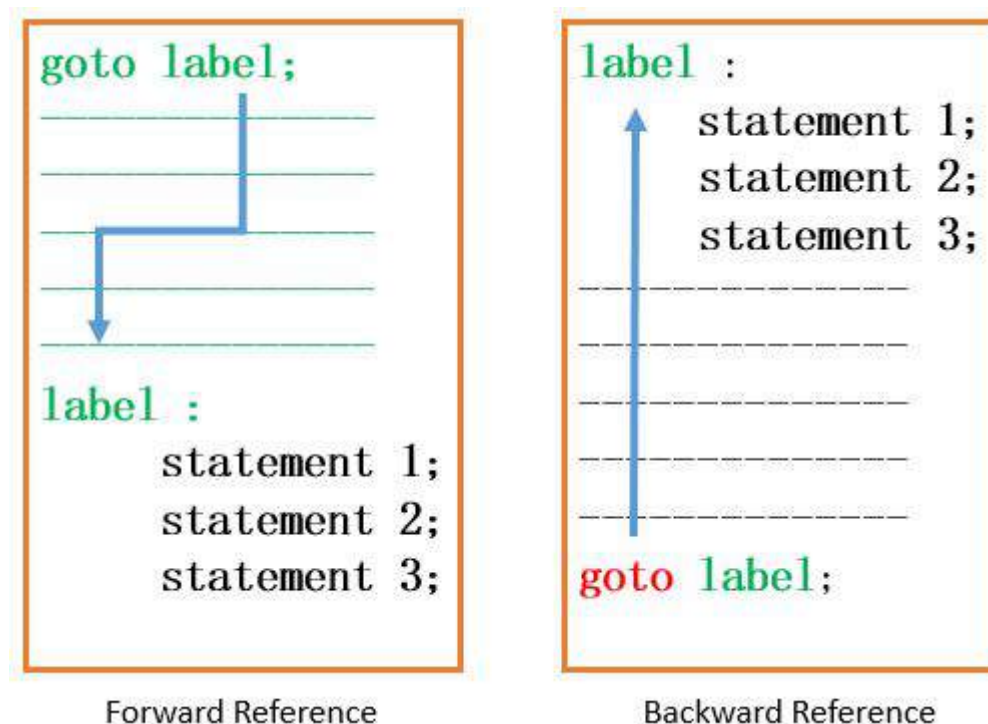 goto label;
label :
statement 1;
statement 2;
statement 3;
Forward Reference
label :
statement 1;
statement 2;
statement 3;
goto label;
Backward Reference